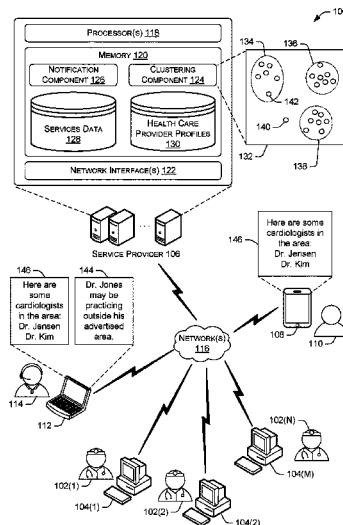 100
PROCESSOR(S) 118
MEMORY 120
NOTIFICATION COMPONENT 126
CLUSTERING COMPONENT 124
SERVICES DATA 128
HEALTH CARE PROVIDER PROFILES 130
NETWORK INTERFACE(S) 122
134
136
142
140
132
138
SERVICE PROVIDER 106
146
Here are some cardiologists in the area:
Dr. Jensen
Dr. Kim
144
Dr. Jones may be practicing outside his advertised area.
146
Here are some cardiologists in the area:
Dr. Jensen
Dr. Kim
108
110
NETWORK(S) 116
114
112
102(1)
104(1)
102(2)
104(2)
102(N)
104(M)